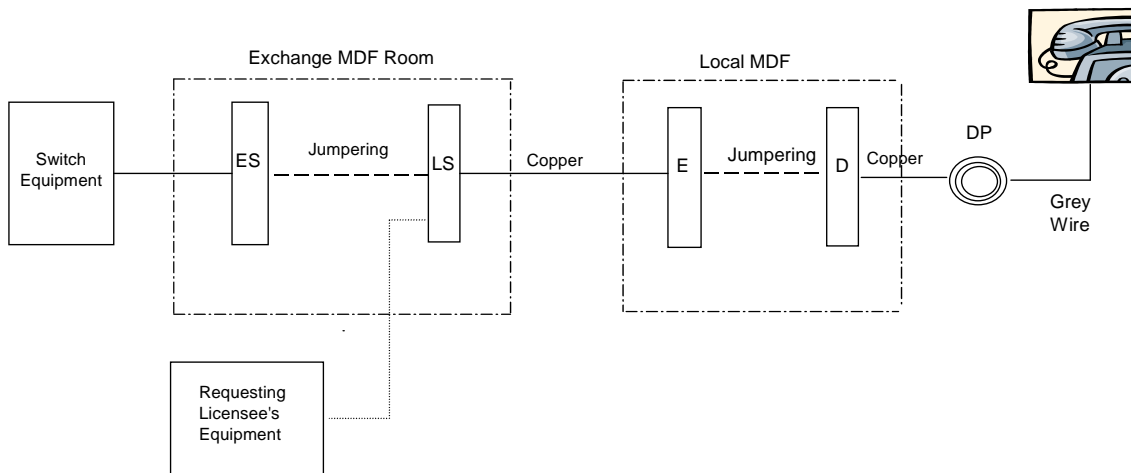 Exchange MDF Room
Local MDF
DP
Switch
Equipment
ES
Jumpering
LS
Copper
E
Jumpering
D
Copper
Grey
Wire
Requesting
Licensee's
Equipment